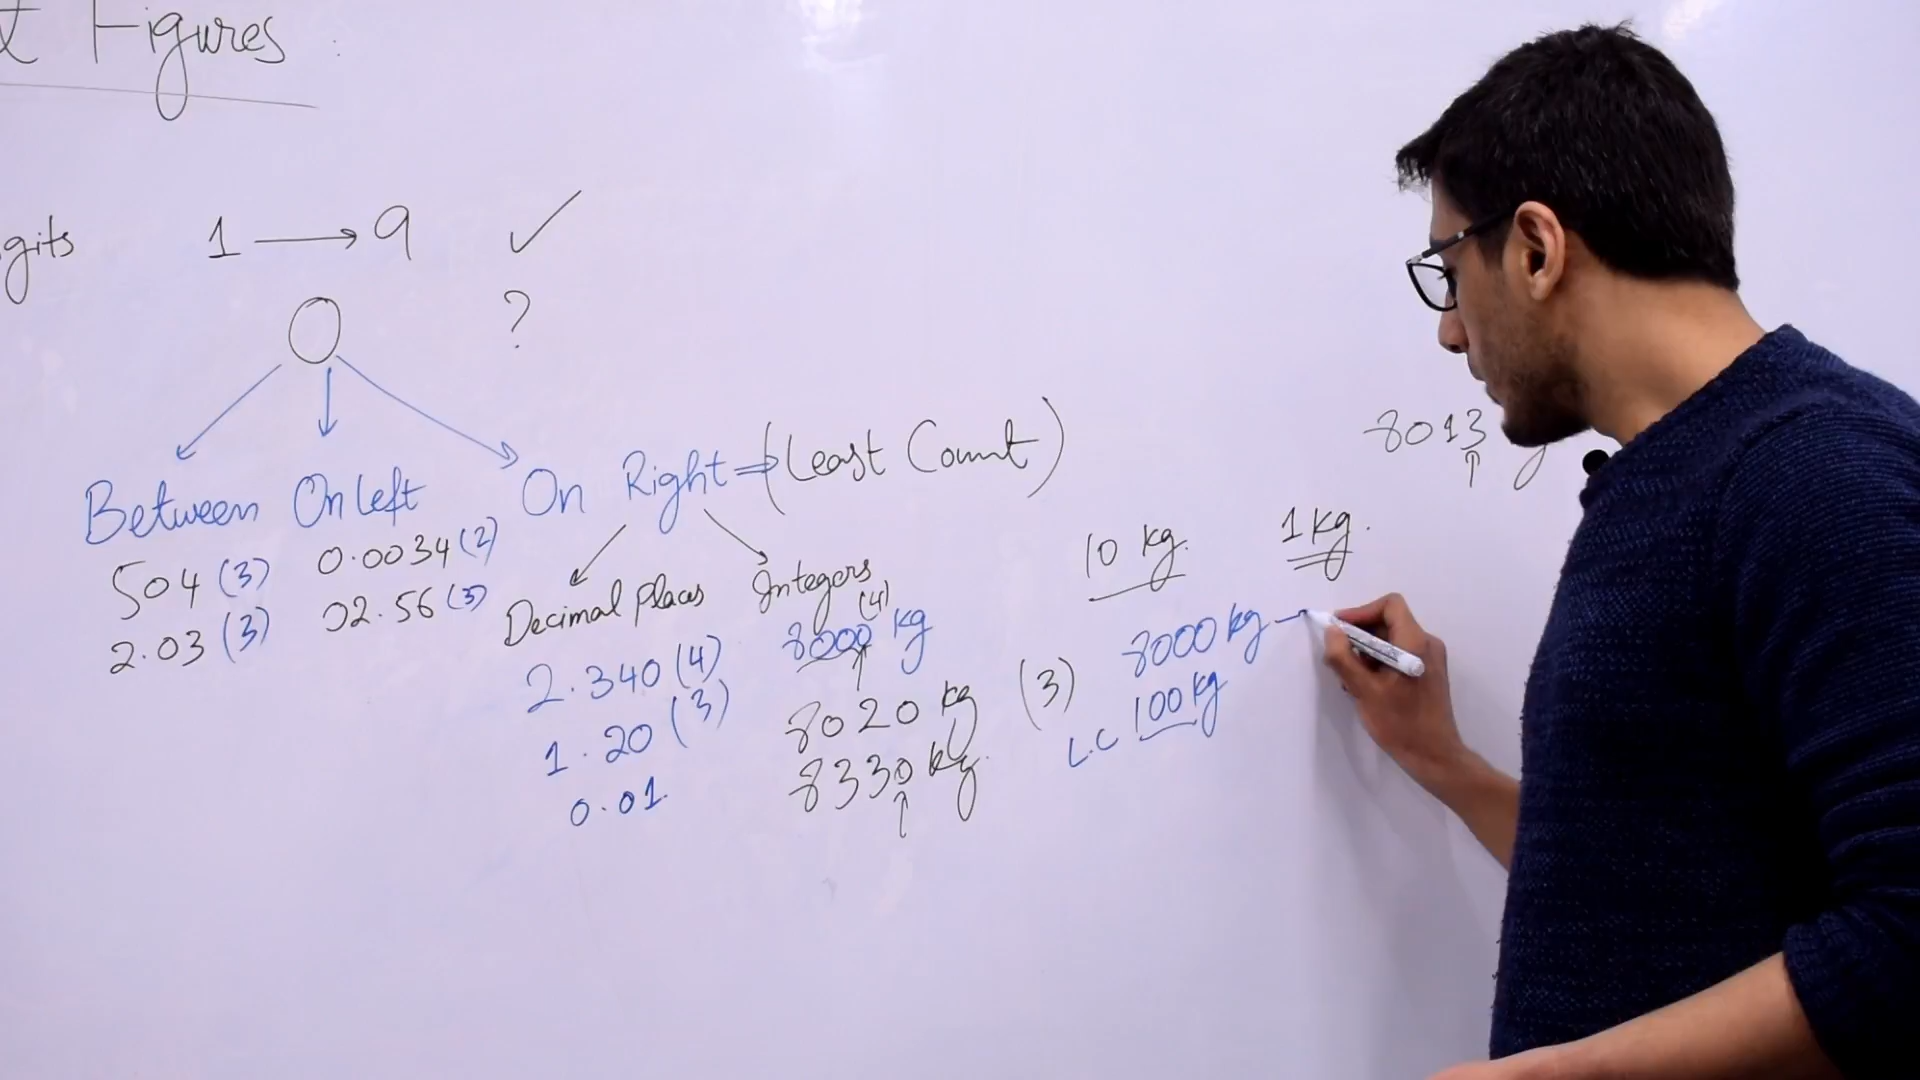 t Figures
gits 1 → 9 ✓
0 ?
Between On left On Right ⇒ (Least Count)
504 (3) 0.0034 (2)
2.03 (3) 02.56 (3)
Decimal Places Integers
2.340 (4)
1.20 (3)
0.01
(4)
8000 kg
8020 kg (3)
8330 kg.
8013
10 kg. 1 kg.
8000 kg -
L.C 100 kg